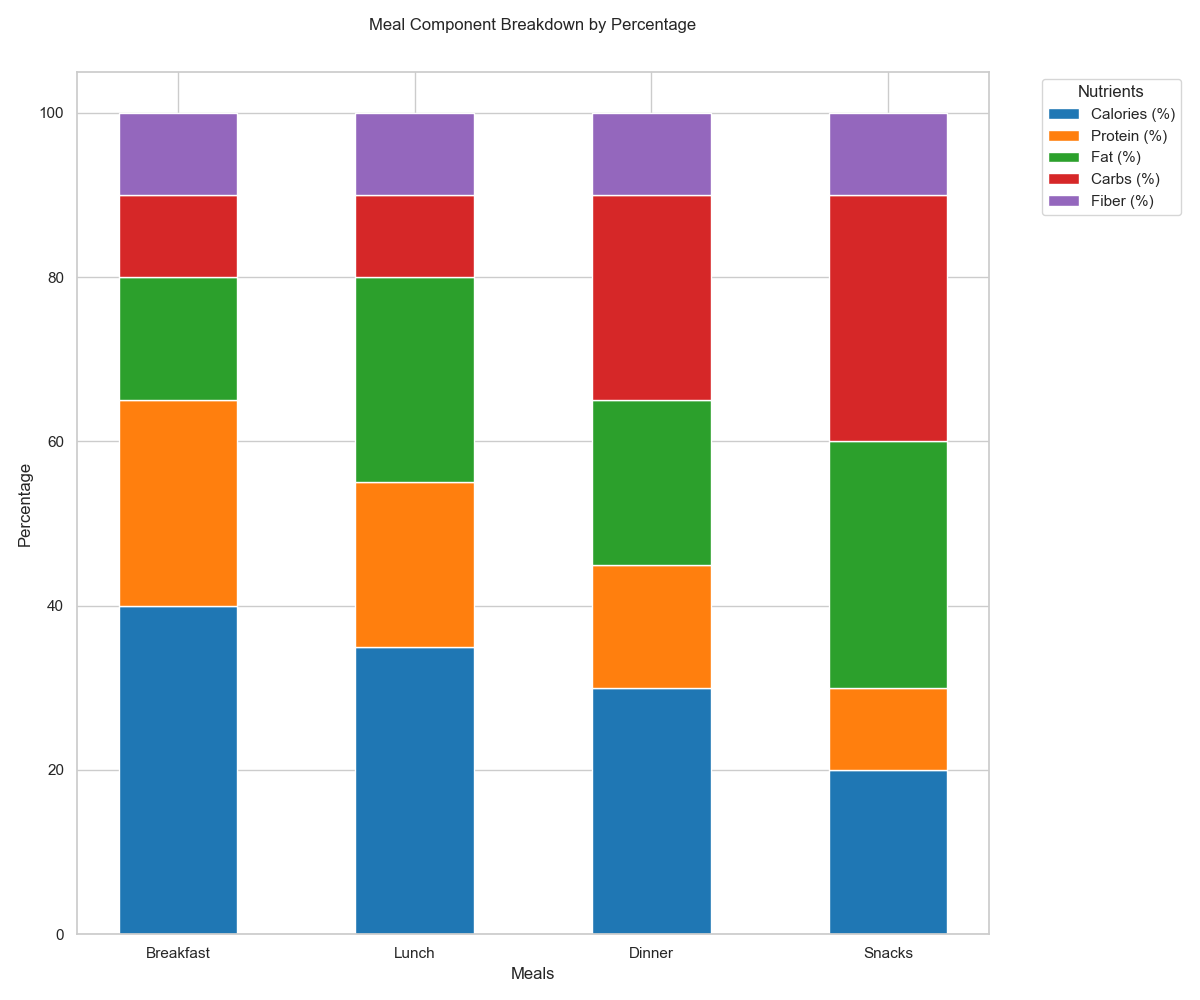 Meal Component Breakdown by Percentage
Nutrients
Calories (%)
Protein (%)
Fat (%)
Carbs (%)
Fiber (%)
Percentage
100
80
60
40
20
0
Breakfast Lunch Dinner Snacks
Meals